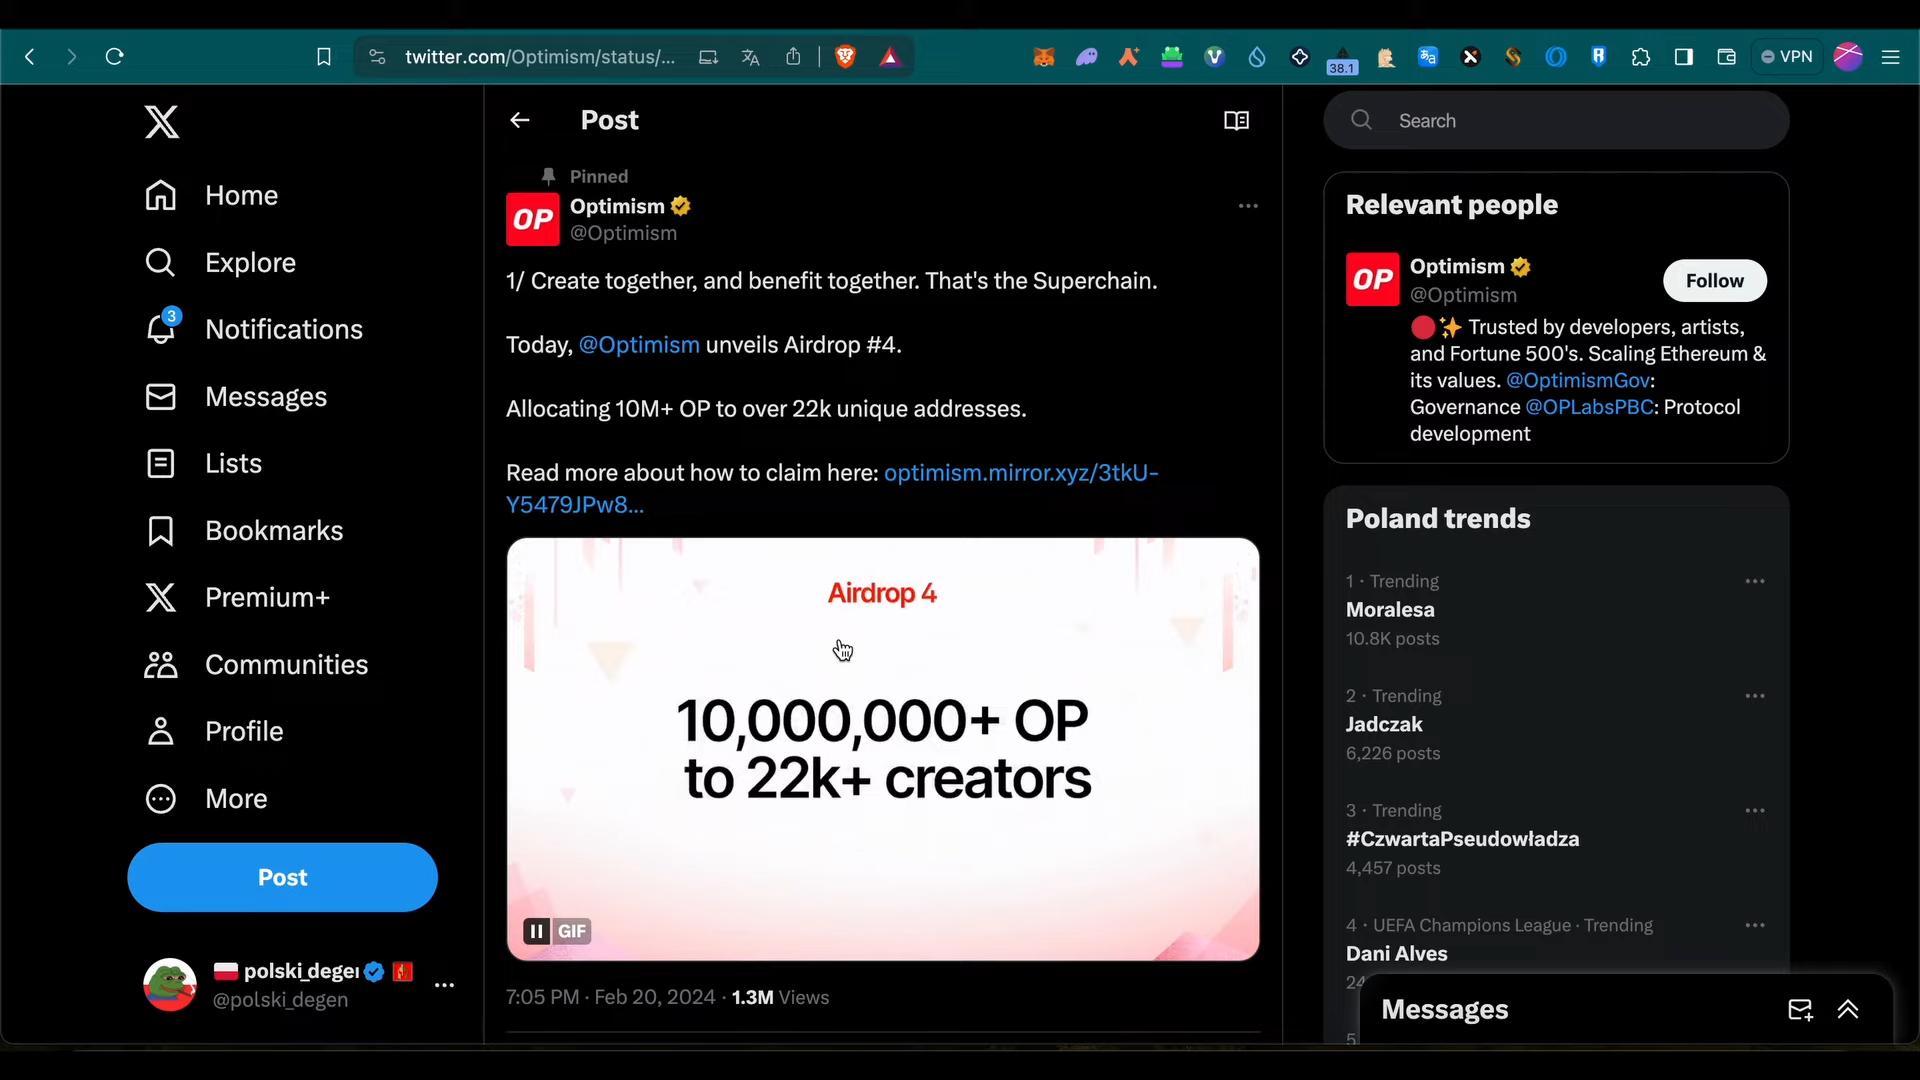 twitter.com/Optimism/status/...
38.1
VPN
Home
Explore
3
Notifications
Messages
Lists
Bookmarks
Premium+
Communities
Profile
More
Post
polski_degen
@polski_degen
Post
Pinned
OP
Optimism
@Optimism
1/ Create together, and benefit together. That's the Superchain.
Today, @Optimism unveils Airdrop #4.
Allocating 10M+ OP to over 22k unique addresses.
Read more about how to claim here: optimism.mirror.xyz/3tkU-
Y5479JPw8...
Airdrop 4
10,000,000+ OP
to 22k+ creators
GIF
7:05 PM · Feb 20, 2024 · 1.3M Views
Search
Relevant people
OP
Optimism
@Optimism
Follow
Trusted by developers, artists,
and Fortune 500's. Scaling Ethereum &
its values. @OptimismGov:
Governance @OPLabsPBC: Protocol
development
Poland trends
1 · Trending
Moralesa
10.8K posts
2 · Trending
Jadczak
6,226 posts
3 · Trending
#CzwartaPseudowładza
4,457 posts
4 · UEFA Champions League · Trending
Dani Alves
Messages